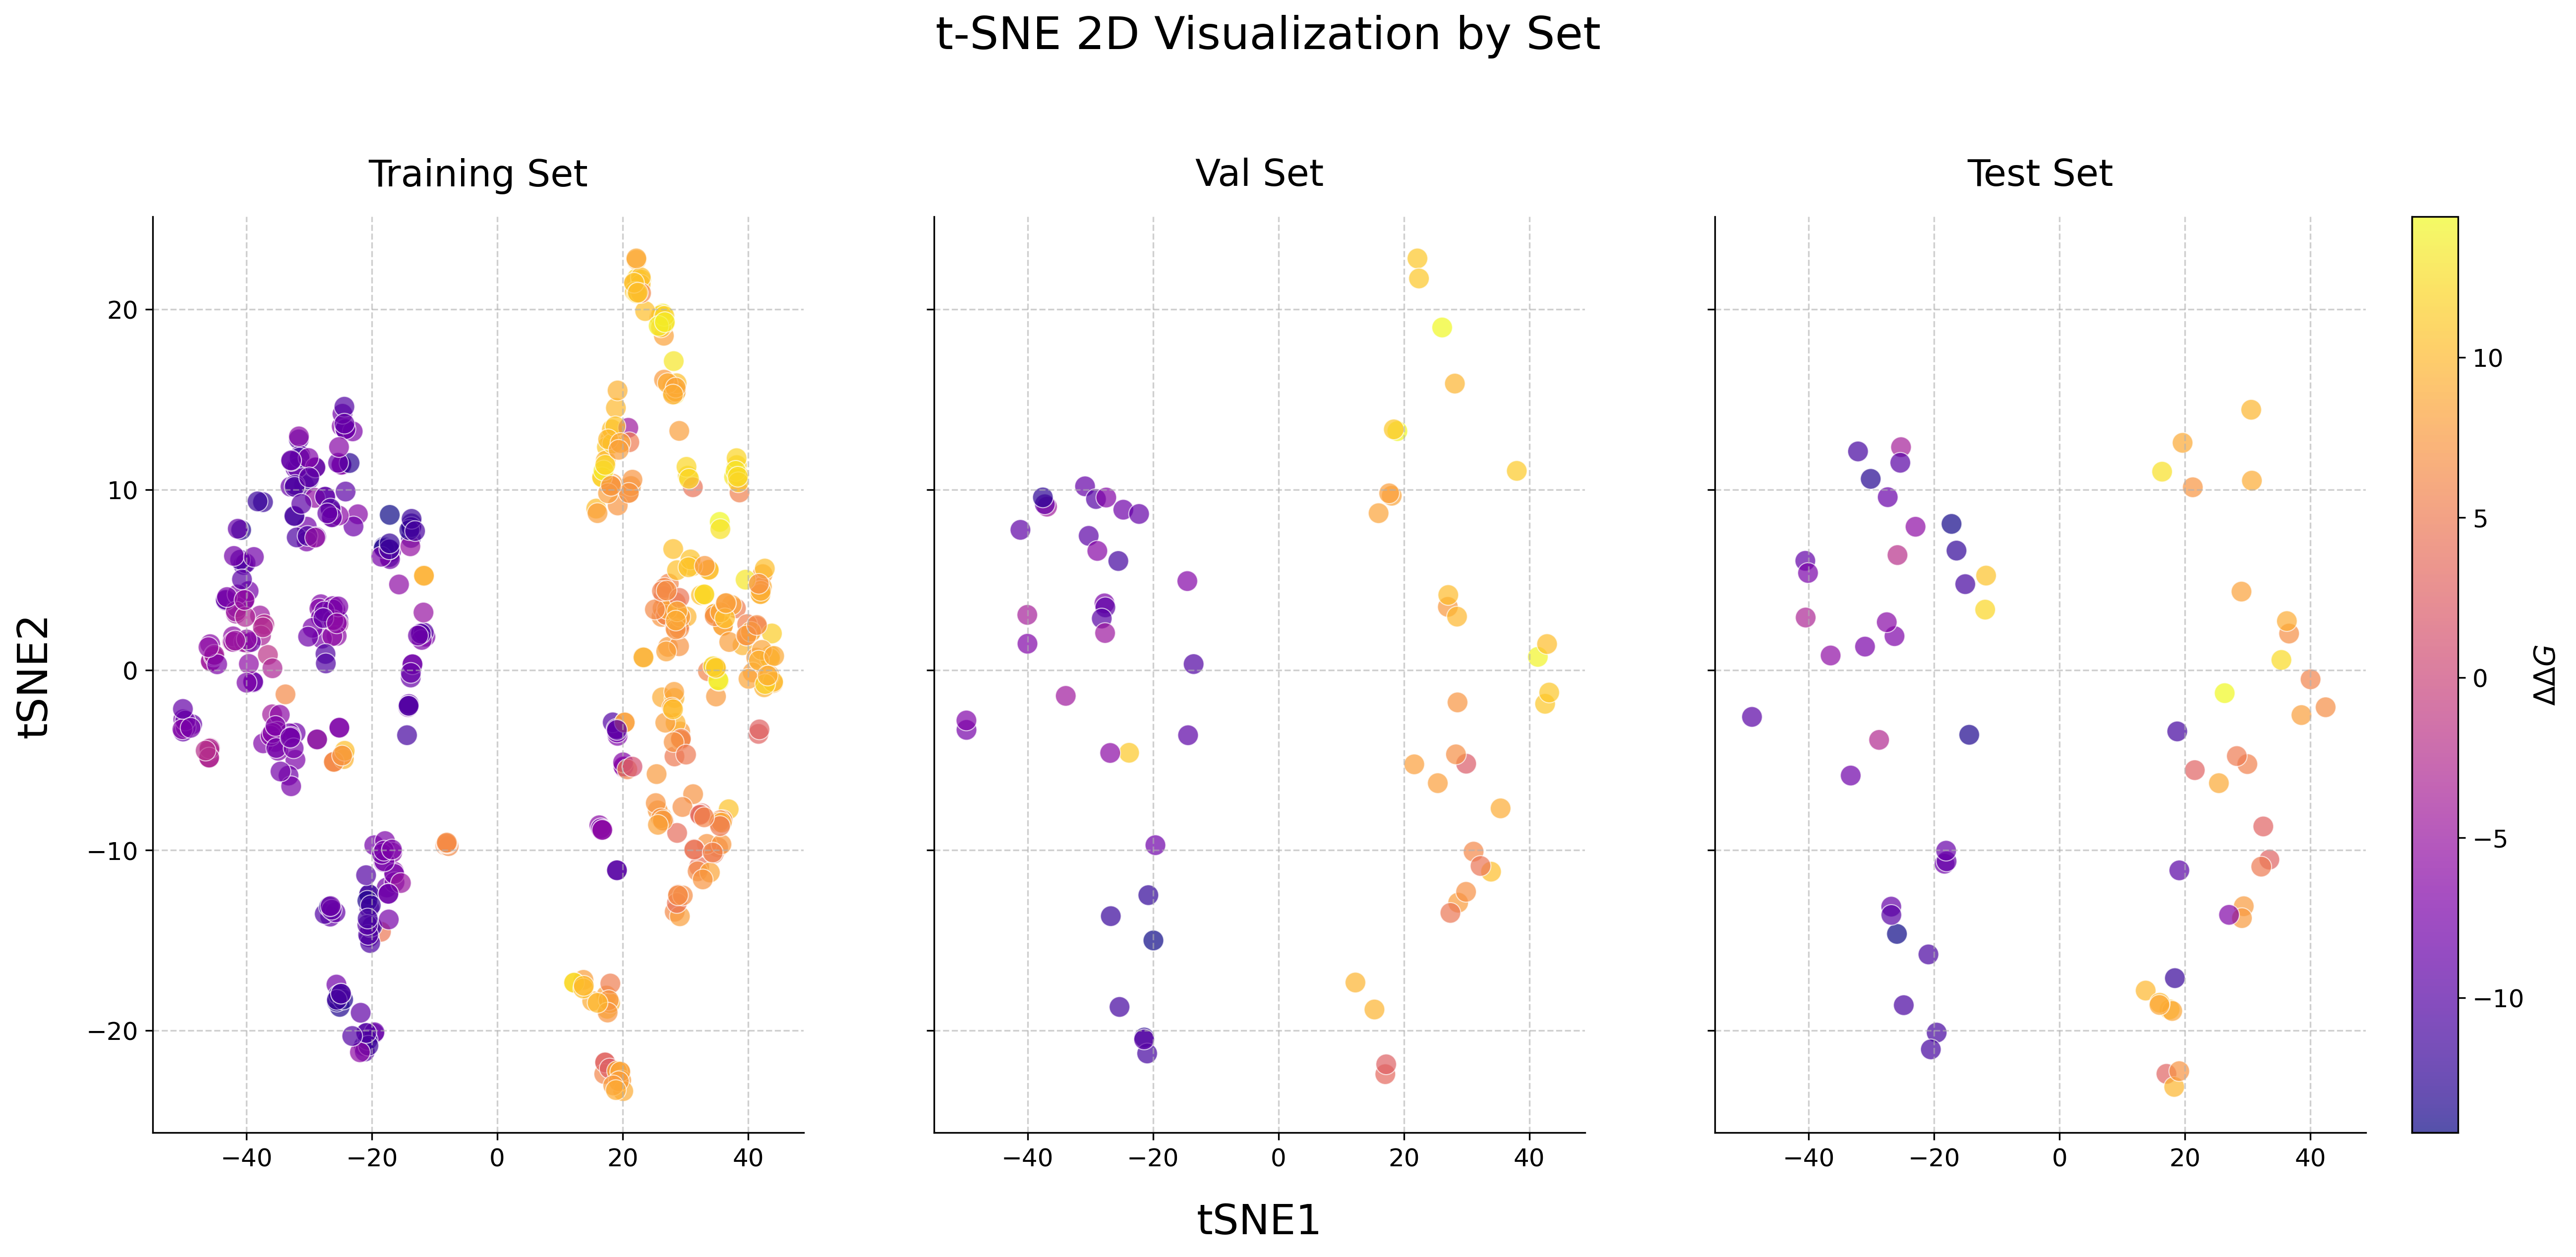 t-SNE 2D Visualization by Set
Training Set
Val Set
Test Set
20
10
0
−10
−20
tSNE2
−40 −20 0 20 40
−40 −20 0 20 40
−40 −20 0 20 40
tSNE1
10
5
0
−5
−10
ΔΔG